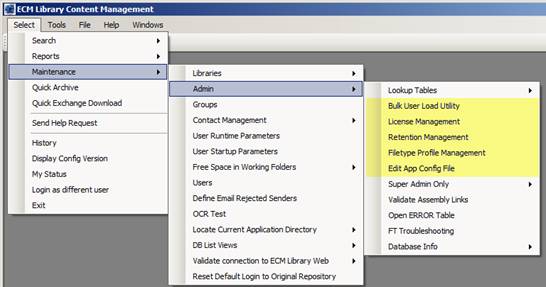 ECM Library Content Management
Select Tools File Help Windows
Search
Reports
Maintenance
Quick Archive
Quick Exchange Download
Send Help Request
History
Display Config Version
My Status
Login as different user
Exit
Libraries
Admin
Groups
Contact Management
User Runtime Parameters
User Startup Parameters
Free Space in Working Folders
Users
Define Email Rejected Senders
OCR Test
Locate Current Application Directory
DB List Views
Validate connection to ECM Library Web
Reset Default Login to Original Repository
Lookup Tables
Bulk User Load Utility
License Management
Retention Management
Filetype Profile Management
Edit App Config File
Super Admin Only
Validate Assembly Links
Open ERROR Table
FT Troubleshooting
Database Info